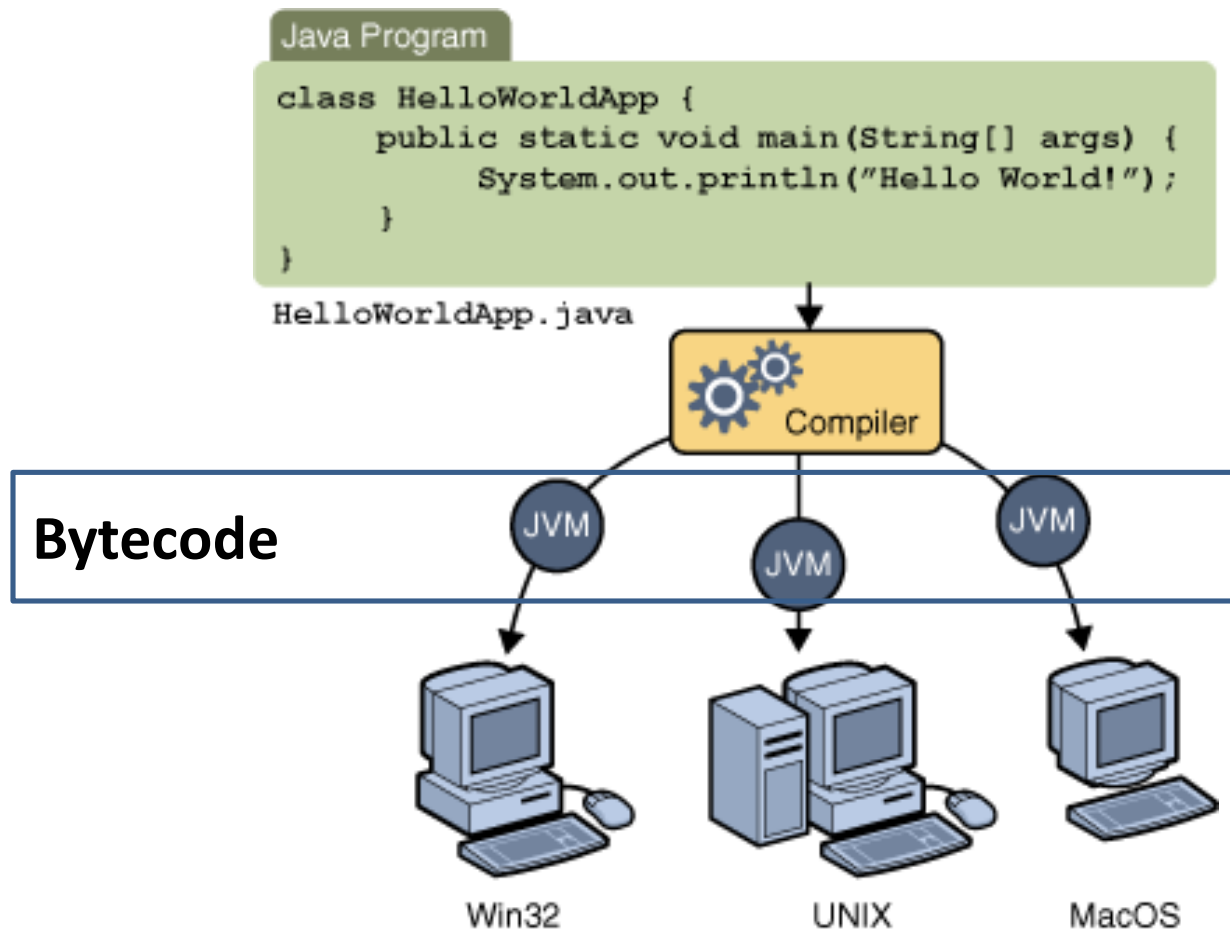 Java Program
class HelloWorldApp {
public static void main(String[] args) {
System.out.println("Hello World!");
}
}
HelloWorldApp.java
Compiler
Bytecode
JVM
JVM
JVM
Win32
UNIX
MacOS